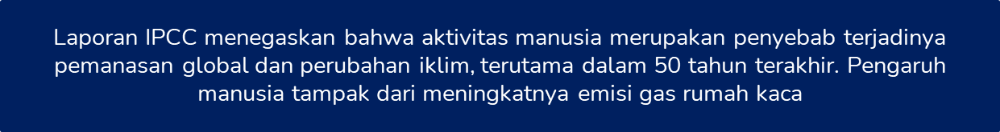 Laporan IPCC menegaskan bahwa aktivitas manusia merupakan penyebab terjadinya
pemanasan global dan perubahan iklim, terutama dalam 50 tahun terakhir. Pengaruh
manusia tampak dari meningkatnya emisi gas rumah kaca